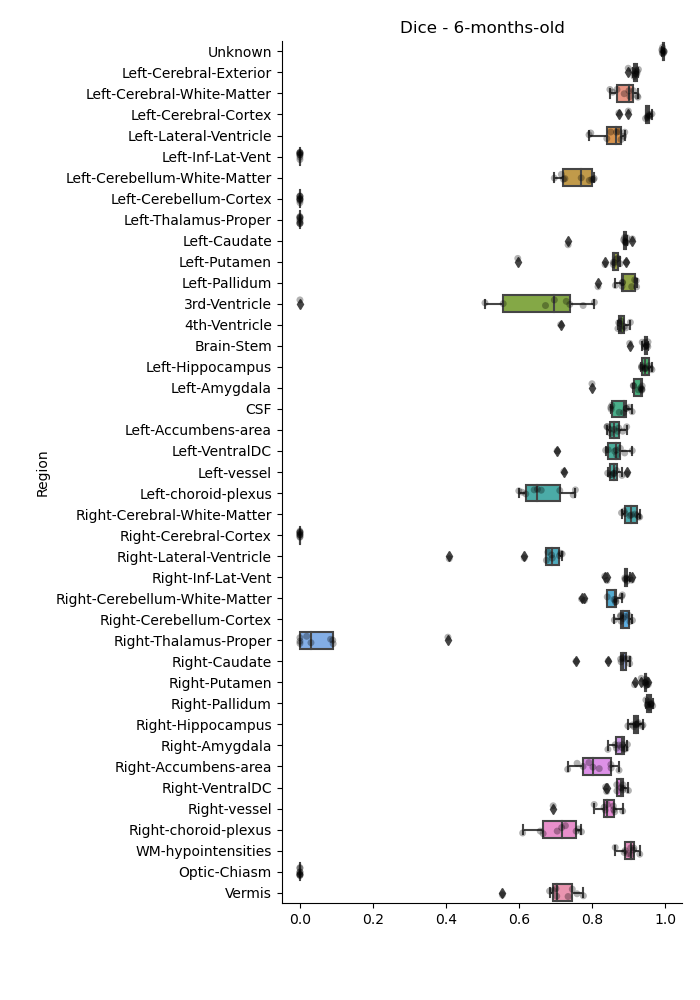 Dice - 6-months-old
Unknown
Left-Cerebral-Exterior
Left-Cerebral-White-Matter
Left-Cerebral-Cortex
Left-Lateral-Ventricle
Left-Inf-Lat-Vent
Left-Cerebellum-White-Matter
Left-Cerebellum-Cortex
Left-Thalamus-Proper
Left-Caudate
Left-Putamen
Left-Pallidum
3rd-Ventricle
4th-Ventricle
Brain-Stem
Left-Hippocampus
Left-Amygdala
CSF
Left-Accumbens-area
Left-VentralDC
Left-vessel
Left-choroid-plexus
Right-Cerebral-White-Matter
Right-Cerebral-Cortex
Right-Lateral-Ventricle
Right-Inf-Lat-Vent
Right-Cerebellum-White-Matter
Right-Cerebellum-Cortex
Right-Thalamus-Proper
Right-Caudate
Right-Putamen
Right-Pallidum
Right-Hippocampus
Right-Amygdala
Right-Accumbens-area
Right-VentralDC
Right-vessel
Right-choroid-plexus
WM-hypointensities
Optic-Chiasm
Vermis
Region
0.0 0.2 0.4 0.6 0.8 1.0